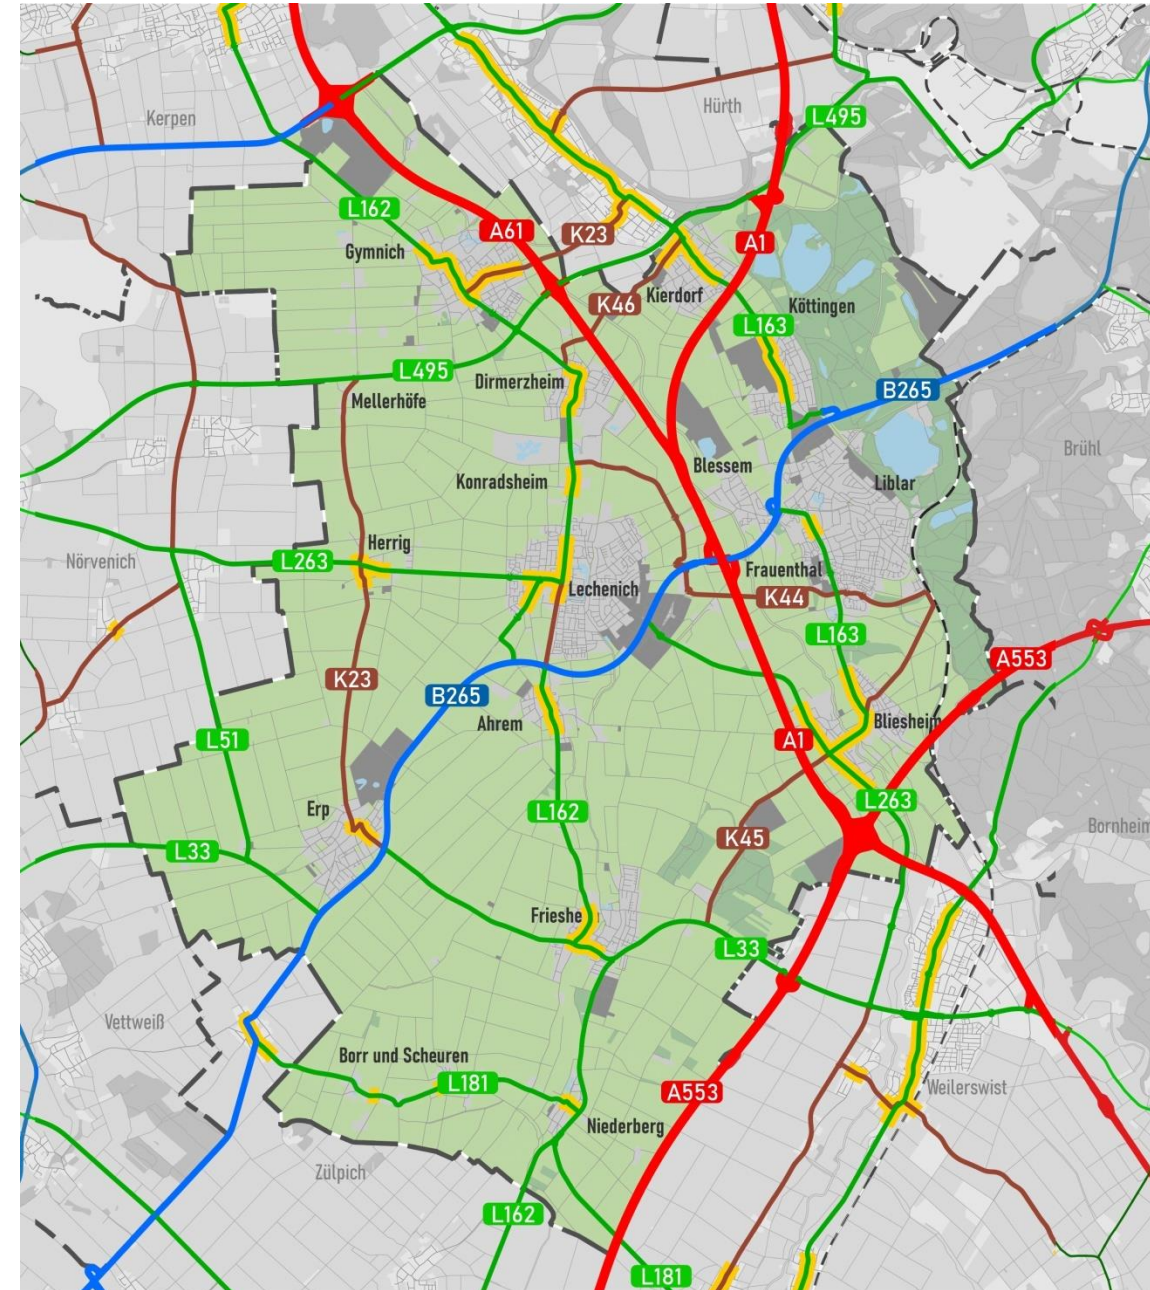 Kerpen
Hürth
L495
L162
A61
K23
A1
Gymnich
K46
Kierdorf
Köttingen
L163
L495
Dirmerzheim
B265
Mellerhöfe
Brühl
Blessem
Konradsheim
Liblar
Herrig
Nörvenich
L263
Frauenthal
Lechenich
K44
L163
A553
K23
B265
Ahrem
Bliesheim
L51
A1
L263
Erp
L162
Bornheim
K45
L33
Frieshe
L33
Vettweiß
Borr und Scheuren
L181
A553
Weilerswist
Niederberg
Zülpich
L162
L181